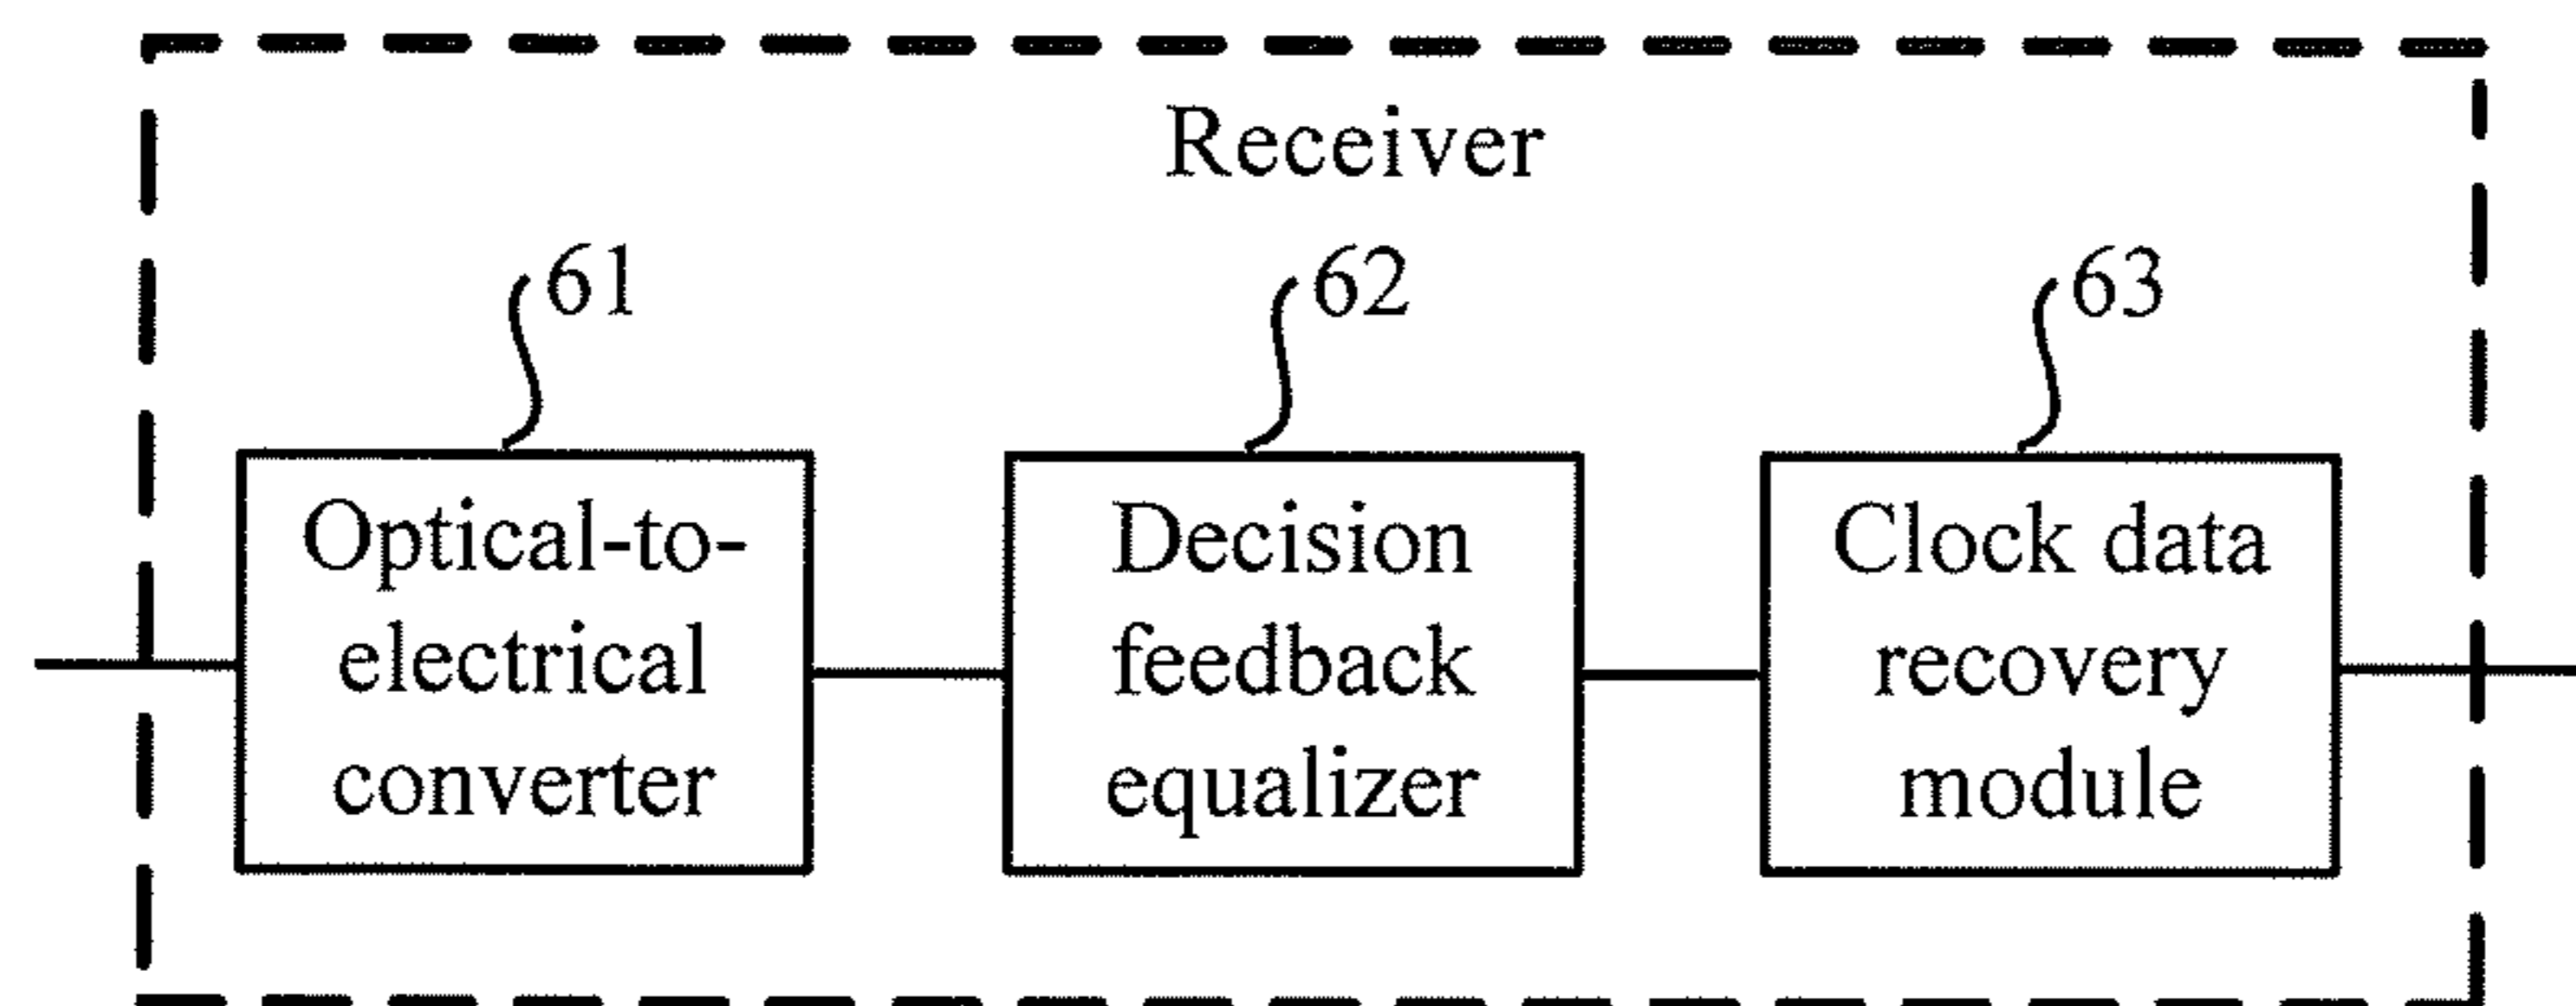 Receiver
61
62
63
Optical-to-
electrical
converter
Decision
feedback
equalizer
Clock data
recovery
module